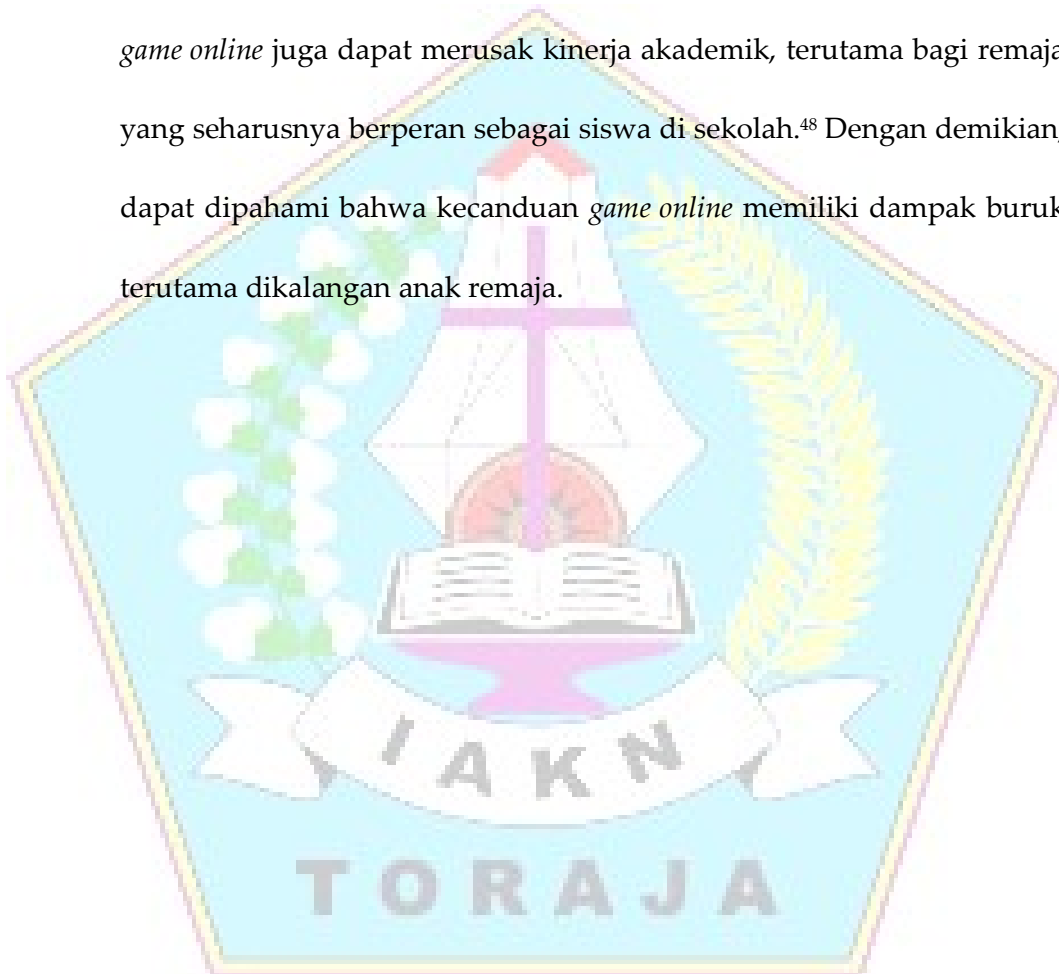 game online juga dapat merusak kinerja akademik, terutama bagi remaja
yang seharusnya berperan sebagai siswa di sekolah.⁴⁸ Dengan demikian,
dapat dipahami bahwa kecanduan game online memiliki dampak buruk
terutama dikalangan anak remaja.
IAKN
TORAJA